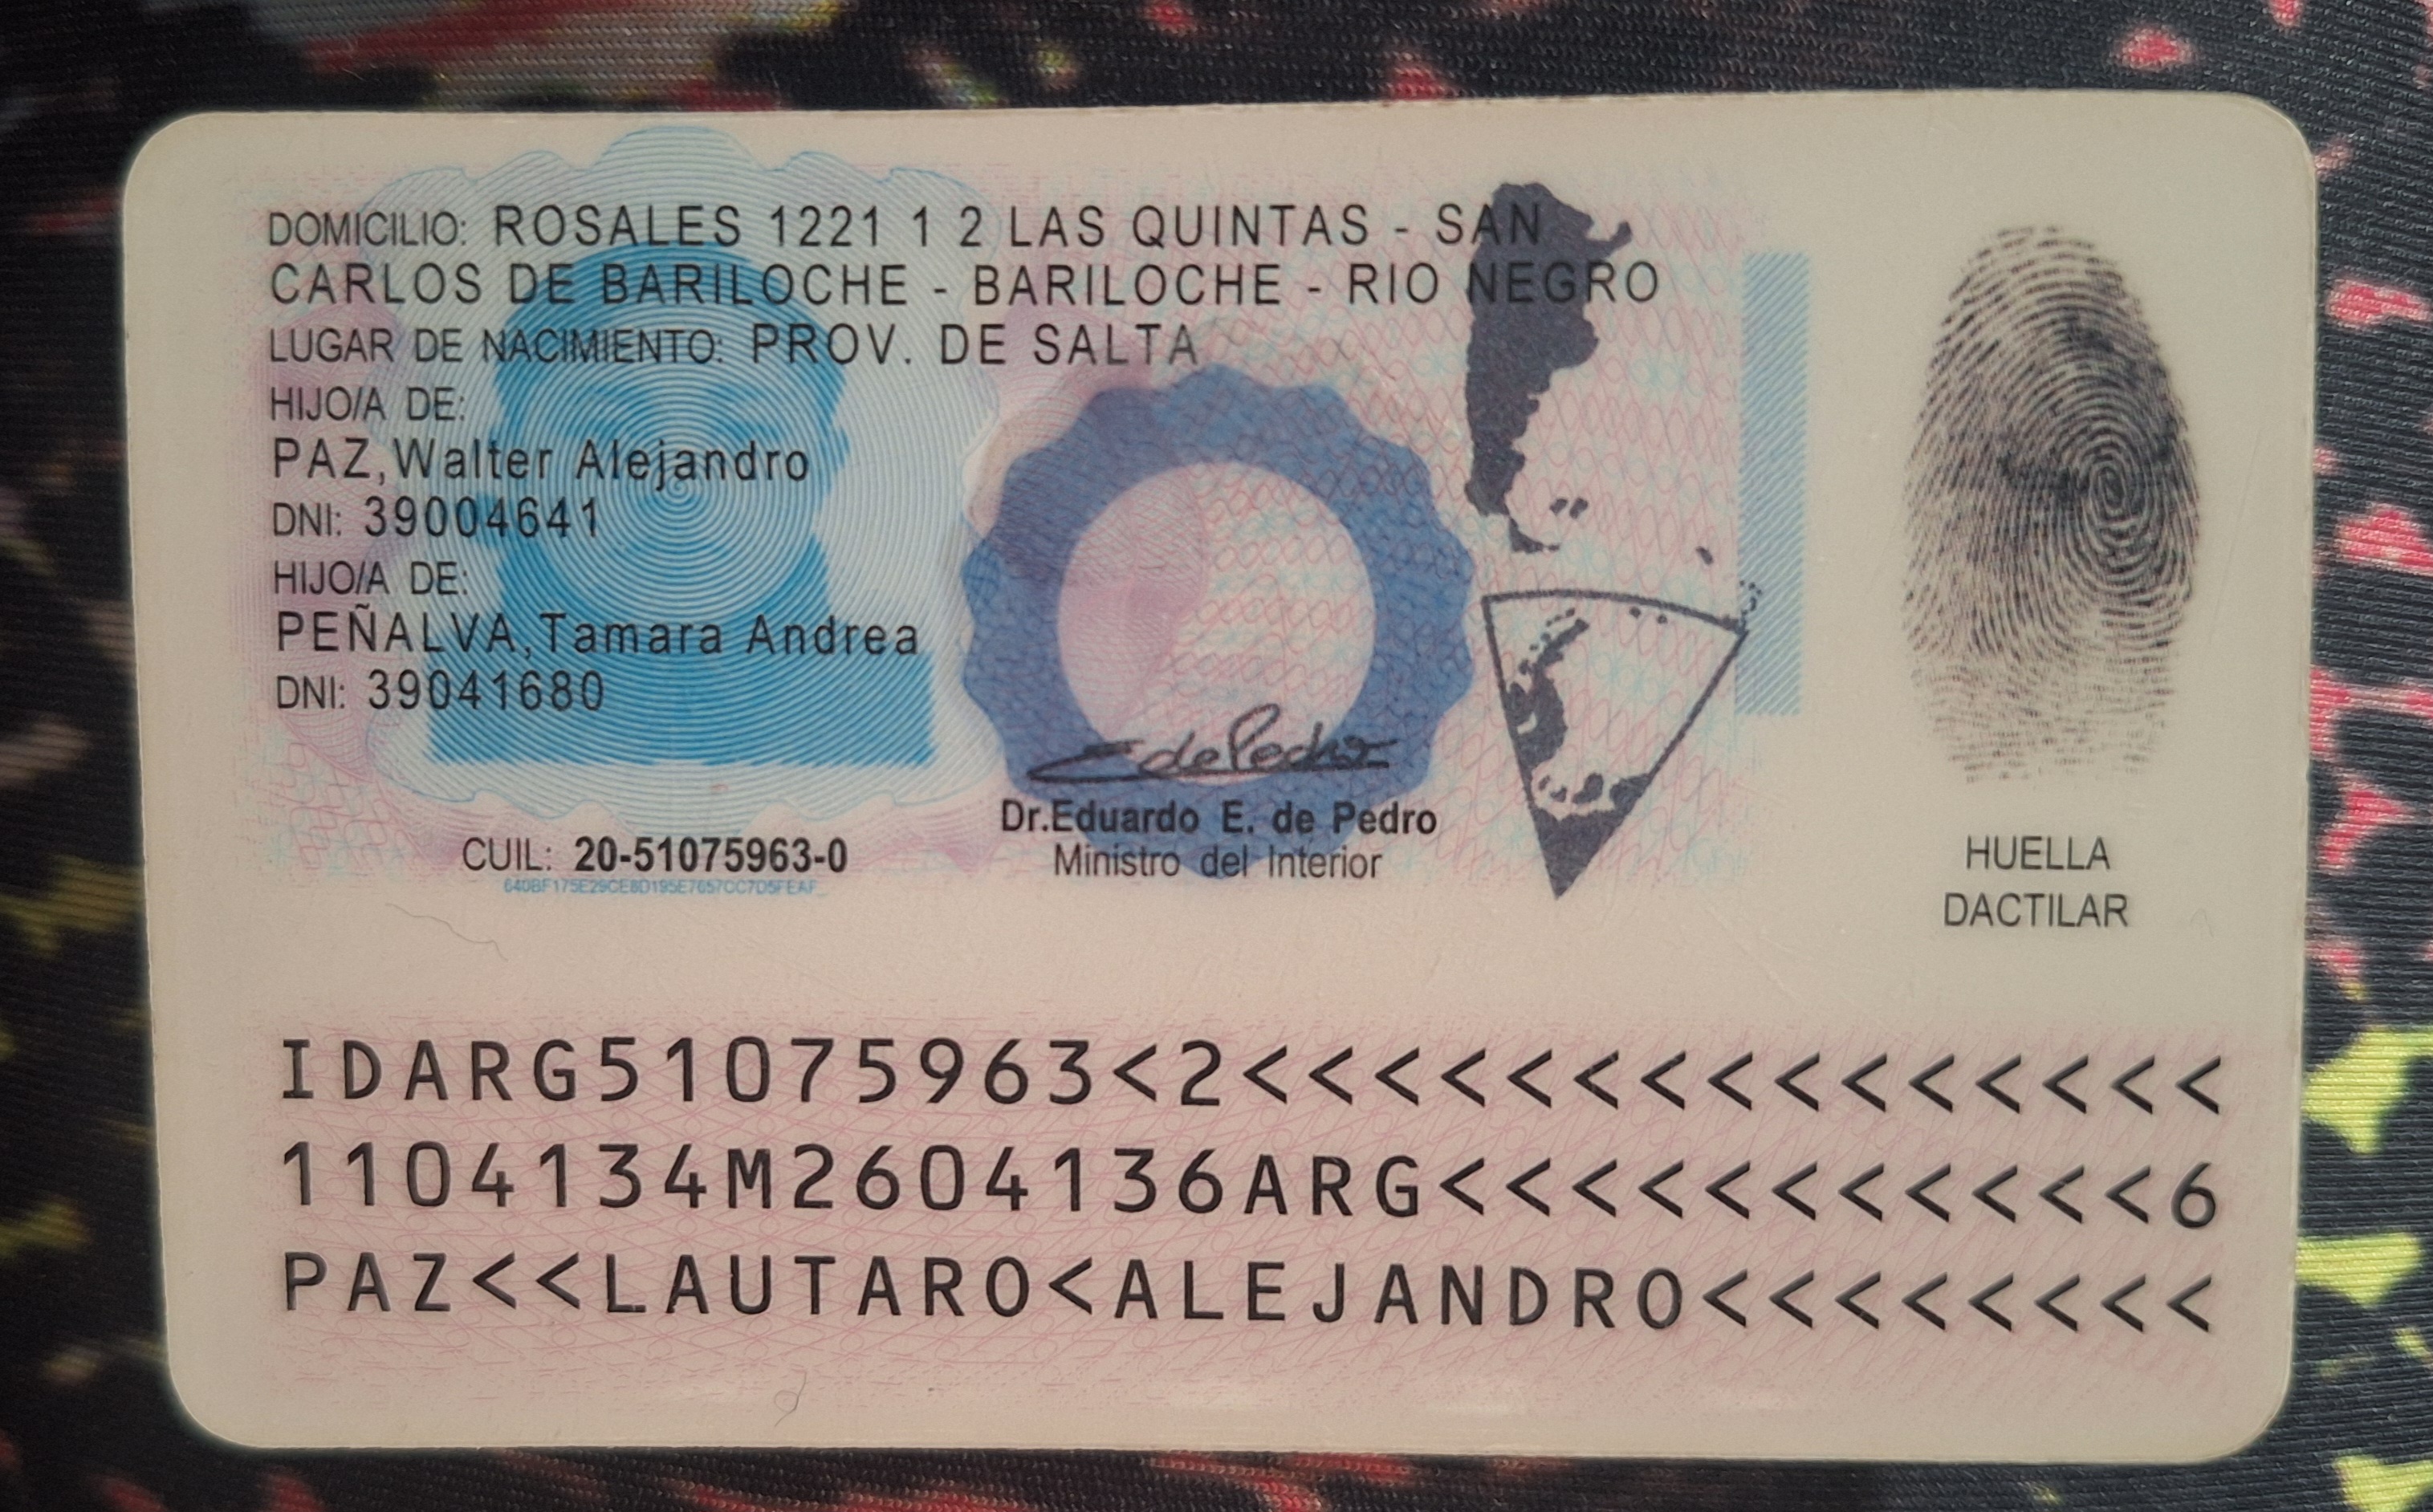 DOMICILIO: ROSALES 1221 1 2 LAS QUINTAS - SAN
CARLOS DE BARILOCHE - BARILOCHE - RIO NEGRO
LUGAR DE NACIMIENTO: PROV. DE SALTA
HIJO/A DE:
PAZ,Walter Alejandro
DNI: 39004641
HIJO/A DE:
PEÑALVA,Tamara Andrea
DNI: 39041680
EdePedro
Dr.Eduardo E. de Pedro
Ministro del Interior
CUIL: 20-51075963-0
HUELLA
DACTILAR
IDARG51075963<2<<<<<<<<<<<<<<<
1104134M2604136ARG<<<<<<<<<<<6
PAZ<<LAUTARO<ALEJANDRO<<<<<<<<